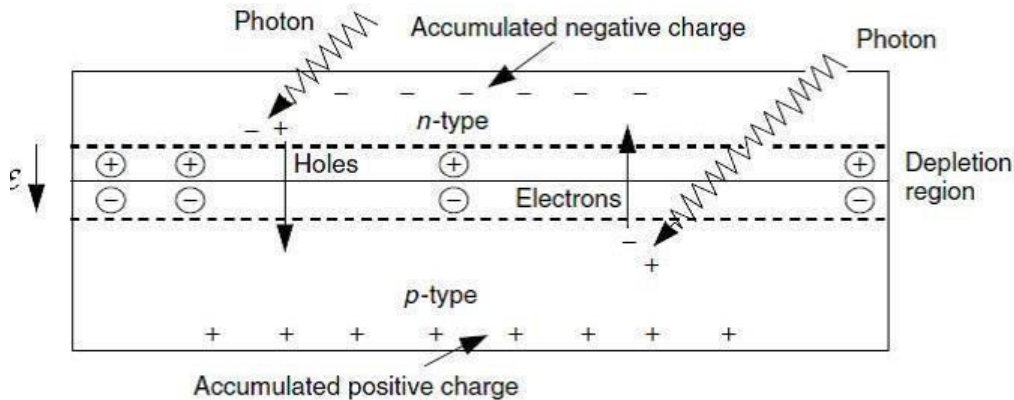 Photon
Accumulated negative charge
Photon
– – – – – –
n-type
– +
ε
+ + + +
Holes
Depletion
region
– – – –
Electrons
–
+
p-type
+ + + + + + + +
Accumulated positive charge